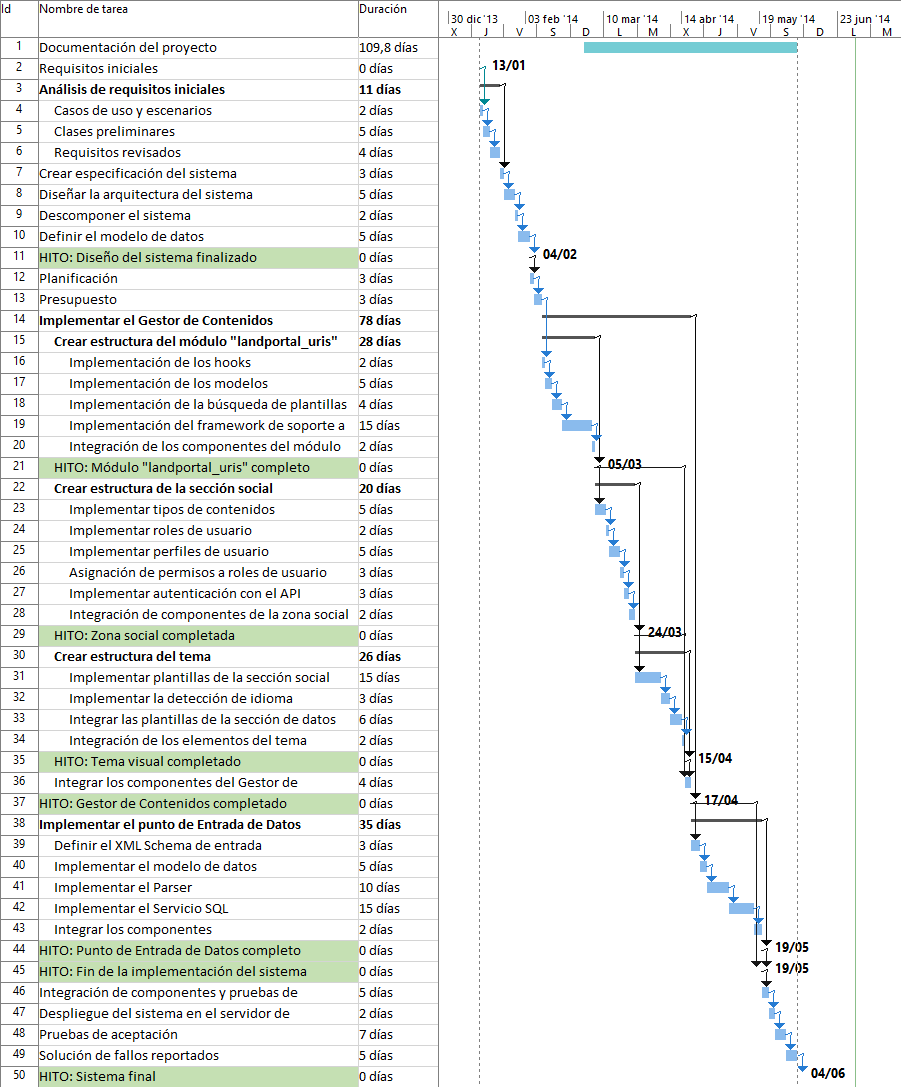 Id Nombre de tarea Duración
30 dic '13 03 feb '14 10 mar '14 14 abr '14 19 may '14 23 jun '14
X J V S D L M X J V S D L M
1 Documentación del proyecto 109,8 días
2 Requisitos iniciales 0 días 13/01
3 Análisis de requisitos iniciales 11 días
4 Casos de uso y escenarios 2 días
5 Clases preliminares 5 días
6 Requisitos revisados 4 días
7 Crear especificación del sistema 3 días
8 Diseñar la arquitectura del sistema 5 días
9 Descomponer el sistema 2 días
10 Definir el modelo de datos 5 días
11 HITO: Diseño del sistema finalizado 0 días 04/02
12 Planificación 3 días
13 Presupuesto 3 días
14 Implementar el Gestor de Contenidos 78 días
15 Crear estructura del módulo "landportal_uris" 28 días
16 Implementación de los hooks 2 días
17 Implementación de los modelos 5 días
18 Implementación de la búsqueda de plantillas 4 días
19 Implementación del framework de soporte a 15 días
20 Integración de los componentes del módulo 2 días
21 HITO: Módulo "landportal_uris" completo 0 días 05/03
22 Crear estructura de la sección social 20 días
23 Implementar tipos de contenidos 5 días
24 Implementar roles de usuario 2 días
25 Implementar perfiles de usuario 5 días
26 Asignación de permisos a roles de usuario 3 días
27 Implementar autenticación con el API 3 días
28 Integración de componentes de la zona social 2 días
29 HITO: Zona social completada 0 días 24/03
30 Crear estructura del tema 26 días
31 Implementar plantillas de la sección social 15 días
32 Implementar la detección de idioma 3 días
33 Integrar las plantillas de la sección de datos 6 días
34 Integración de los elementos del tema 2 días
35 HITO: Tema visual completado 0 días 15/04
36 Integrar los componentes del Gestor de 4 días
37 HITO: Gestor de Contenidos completado 0 días 17/04
38 Implementar el punto de Entrada de Datos 35 días
39 Definir el XML Schema de entrada 3 días
40 Implementar el modelo de datos 5 días
41 Implementar el Parser 10 días
42 Implementar el Servicio SQL 15 días
43 Integrar los componentes 2 días
44 HITO: Punto de Entrada de Datos completo 0 días 19/05
45 HITO: Fin de la implementación del sistema 0 días 19/05
46 Integración de componentes y pruebas de 5 días
47 Despliegue del sistema en el servidor de 2 días
48 Pruebas de aceptación 7 días
49 Solución de fallos reportados 5 días
50 HITO: Sistema final 0 días 04/06